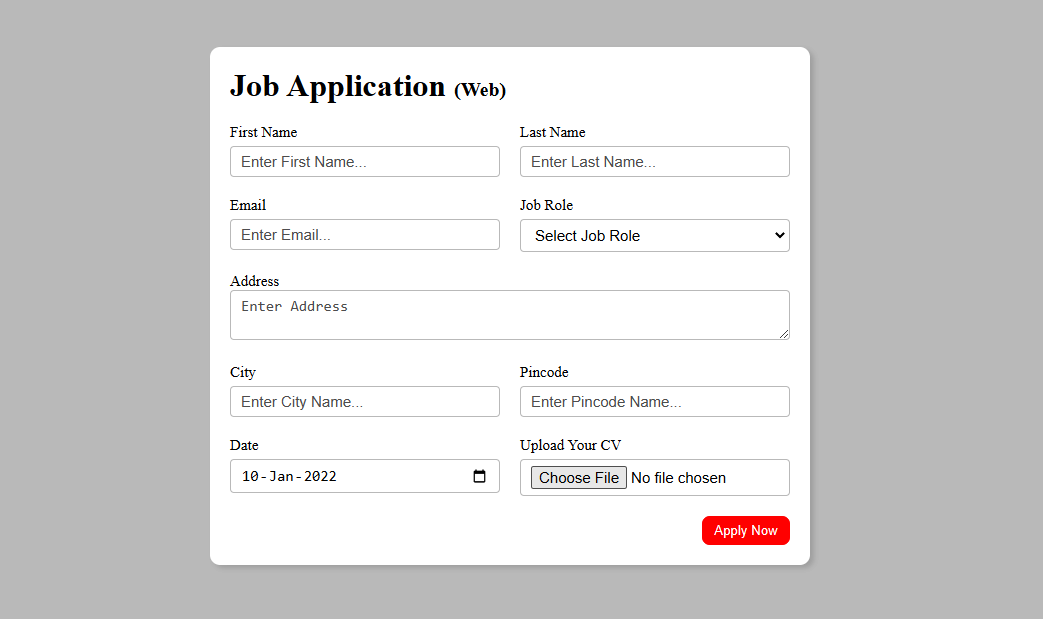 Job Application (Web)
First Name Last Name
Enter First Name... Enter Last Name...
Email Job Role
Enter Email... Select Job Role
Address
Enter Address
City Pincode
Enter City Name... Enter Pincode Name...
Date Upload Your CV
10-Jan-2022 Choose File No file chosen
Apply Now